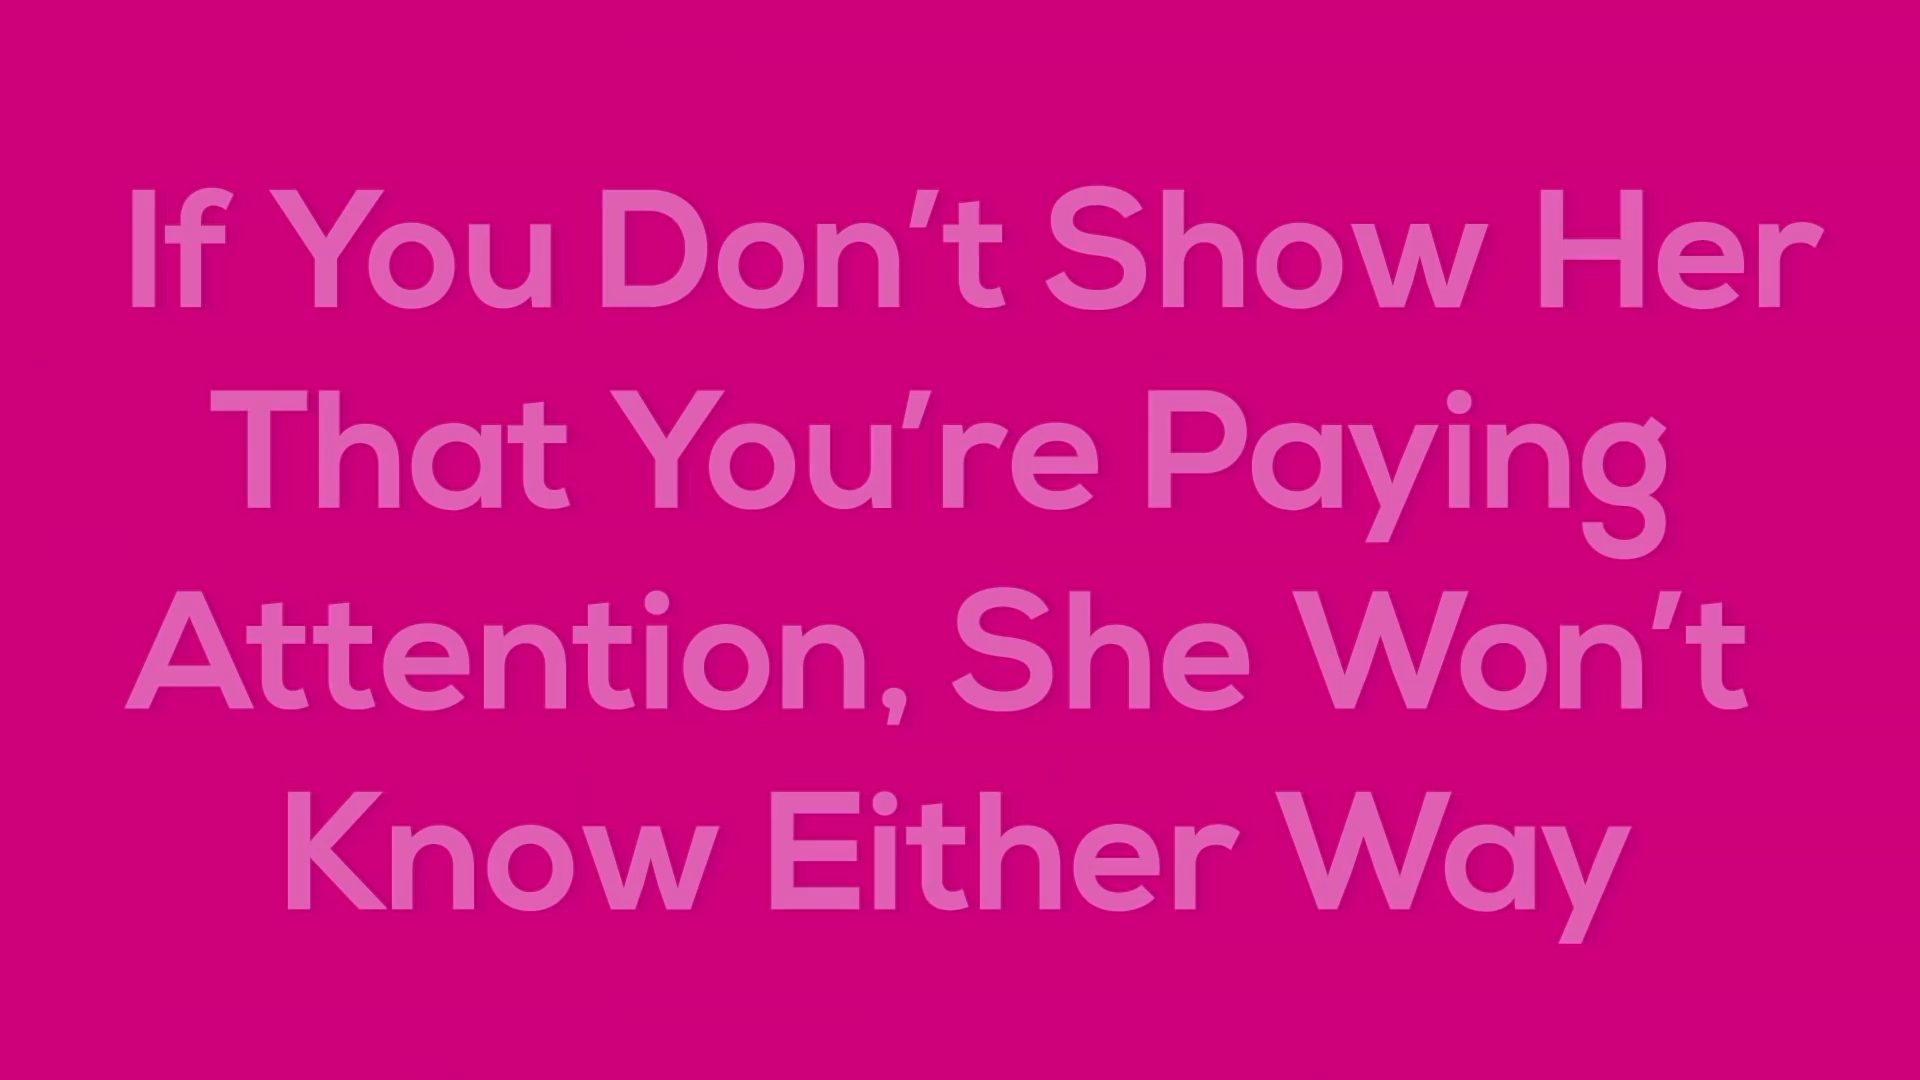 If You Don’t Show Her
That You’re Paying
Attention, She Won’t
Know Either Way